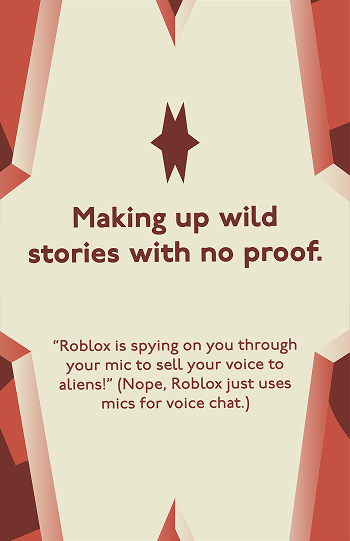 Making up wild
stories with no proof.
“Roblox is spying on you through
your mic to sell your voice to
aliens!” (Nope, Roblox just uses
mics for voice chat.)